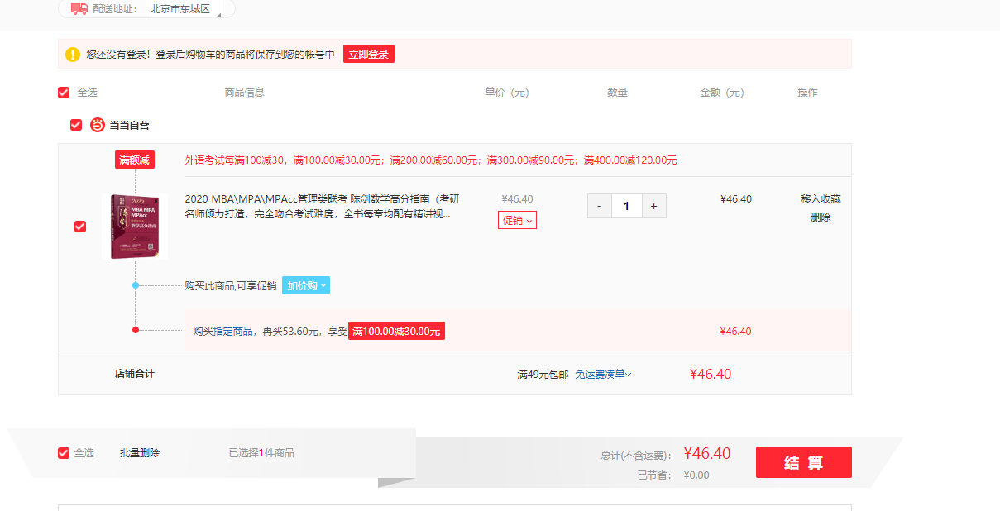 配送地址： 北京市东城区
您还没有登录！登录后购物车的商品将保存到您的帐号中 立即登录
全选 商品信息 单价（元） 数量 金额（元） 操作
当当自营
满额减 外语考试每满100减30，满100.00减30.00元；满200.00减60.00元；满300.00减90.00元；满400.00减120.00元
2020
MBA MPA
MPAcc
陈剑
数学高分指南
2020 MBA\MPA\MPAcc管理类联考 陈剑数学高分指南（考研 ¥46.40 - 1 + ¥46.40 移入收藏
名师倾力打造，完全吻合考试难度，全书每章均配有精讲视... 促销 删除
购买此商品,可享促销 加价购
购买指定商品，再买53.60元，享受 满100.00减30.00元 ¥46.40
店铺合计 满49元包邮 免运费凑单 ¥46.40
全选 批量删除 已选择1件商品 总计(不含运费)： ¥46.40 结 算
已节省： ¥0.00